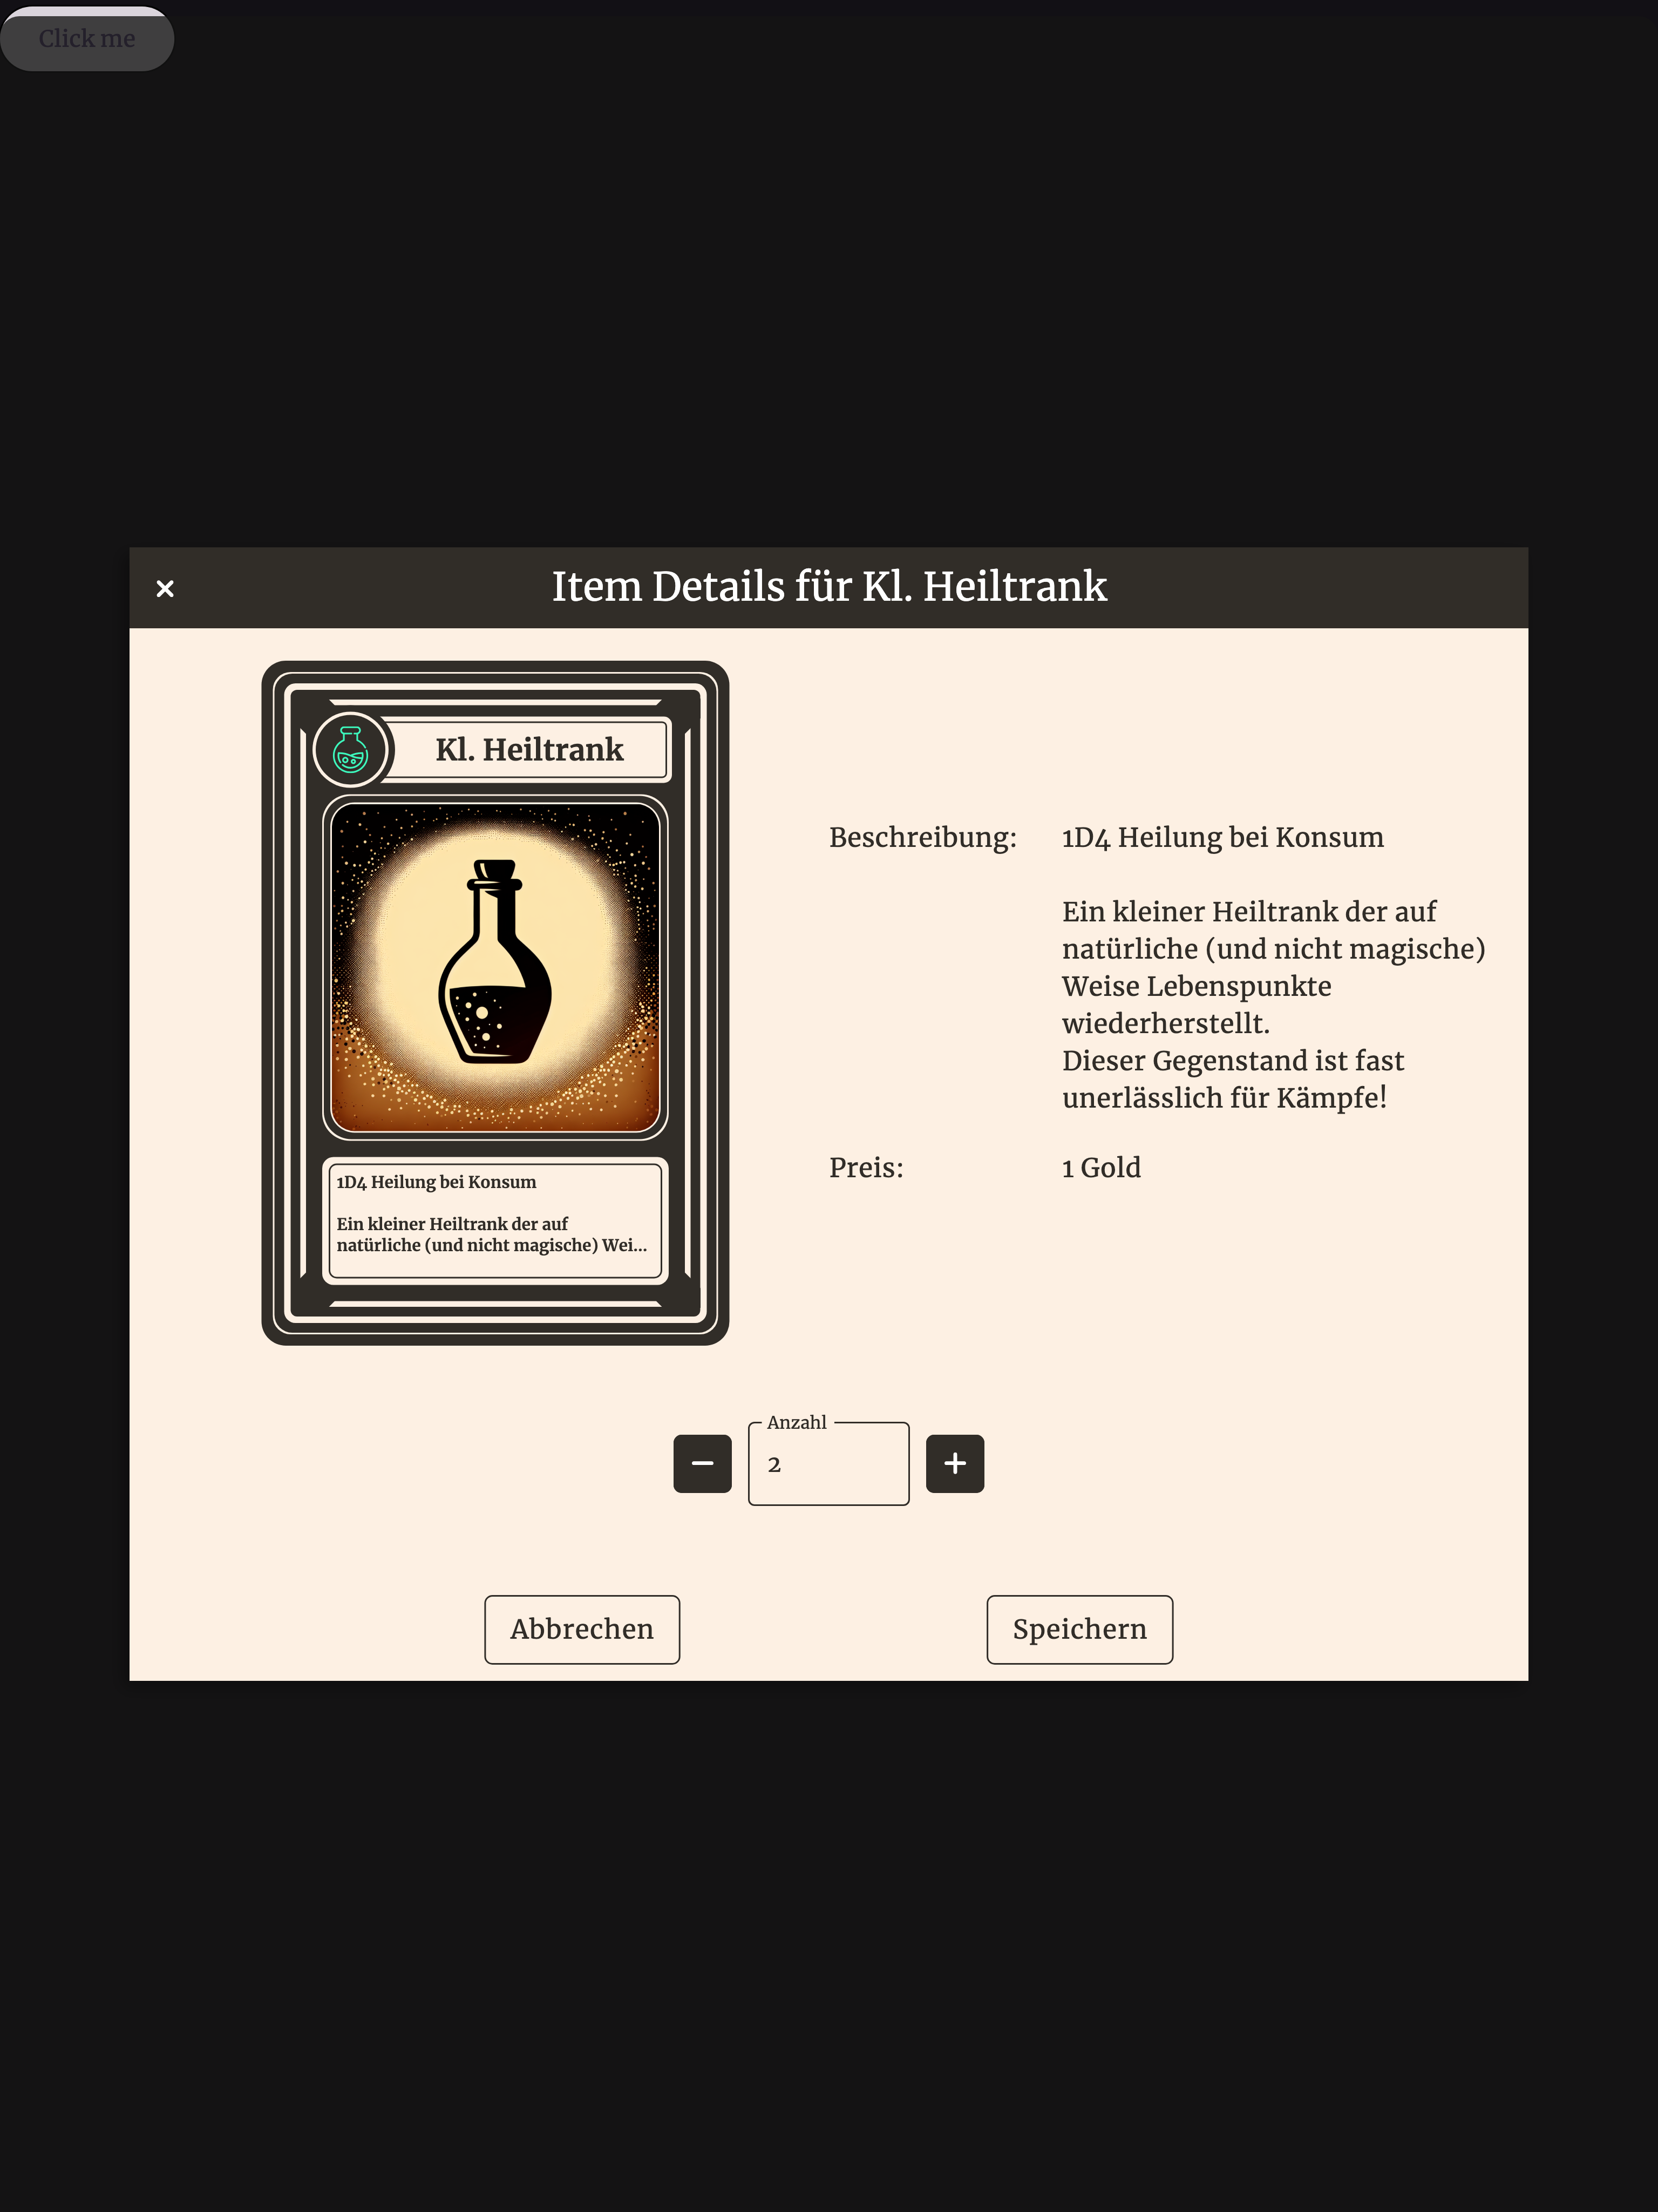 Click me
Item Details für Kl. Heiltrank
Kl. Heiltrank
1D4 Heilung bei Konsum
Ein kleiner Heiltrank der auf
natürliche (und nicht magische) Wei...
Beschreibung:
1D4 Heilung bei Konsum
Ein kleiner Heiltrank der auf
natürliche (und nicht magische)
Weise Lebenspunkte
wiederherstellt.
Dieser Gegenstand ist fast
unerlässlich für Kämpfe!
Preis:
1 Gold
Anzahl
2
Abbrechen
Speichern